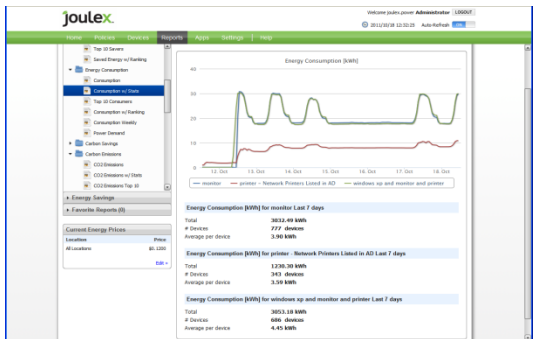 joulex.
Welcome joulex.power Administrator LOGOUT
2011/10/18 12:32:25 Auto-Refresh
Home Policies Devices Reports Apps Settings Help
Top 10 Savers
Saved Energy w/ Ranking
Energy Consumption
Consumption
Consumption w/ Stats
Top 10 Consumers
Consumption w/ Ranking
Consumption Weekly
Power Demand
Carbon Savings
Carbon Emissions
CO2 Emissions
CO2 Emissions w/ Stats
CO2 Emissions Top 10
Energy Savings
Favorite Reports (0)
Current Energy Prices
Location Price
All Locations $0.1250
Edit »
Energy Consumption [kWh]
40
30
20
10
0
12. Oct 13. Oct 14. Oct 15. Oct 16. Oct 17. Oct 18. Oct
monitor printer - Network Printers Listed in AD windows xp and monitor and printer
Energy Consumption [kWh] for monitor Last 7 days
Total 3032.49 kWh
# Devices 777 devices
Average per device 3.90 kWh
Energy Consumption [kWh] for printer - Network Printers Listed in AD Last 7 days
Total 1230.30 kWh
# Devices 343 devices
Average per device 3.59 kWh
Energy Consumption [kWh] for windows xp and monitor and printer Last 7 days
Total 3053.18 kWh
# Devices 686 devices
Average per device 4.45 kWh